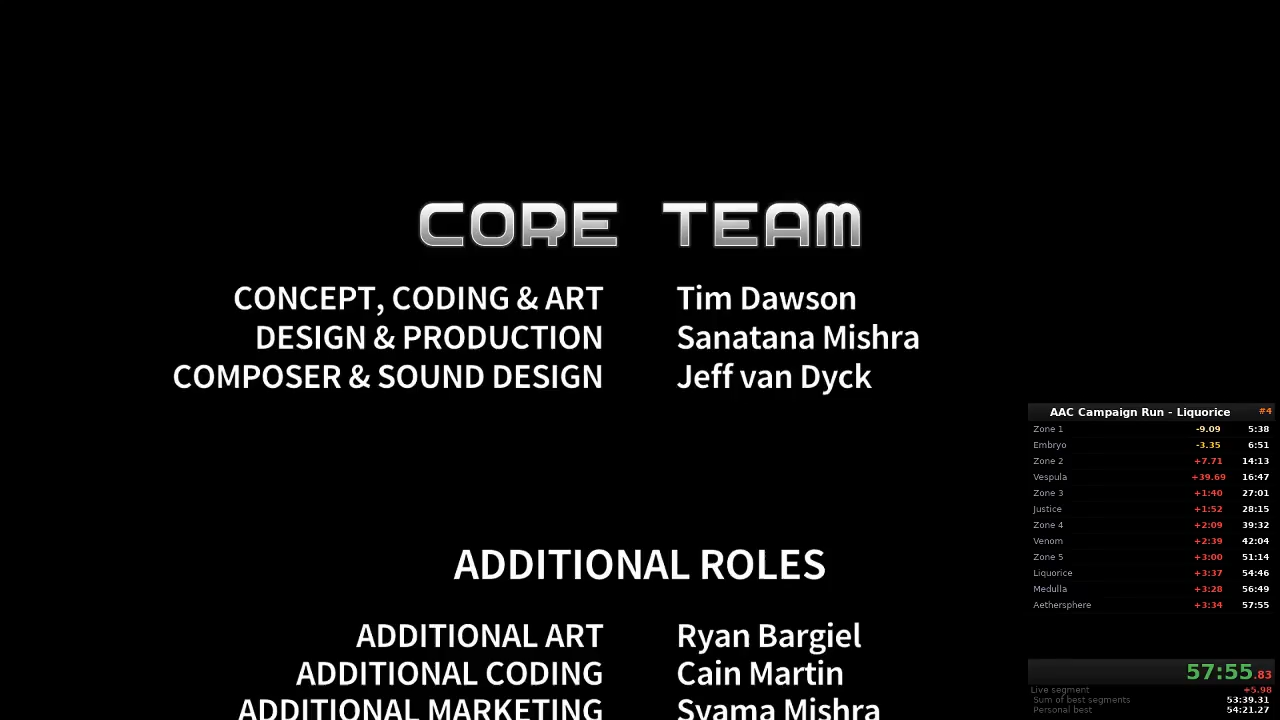 CORE TEAM
CONCEPT, CODING & ART Tim Dawson
DESIGN & PRODUCTION Sanatana Mishra
COMPOSER & SOUND DESIGN Jeff van Dyck
ADDITIONAL ROLES
ADDITIONAL ART Ryan Bargiel
ADDITIONAL CODING Cain Martin
ADDITIONAL MARKETING Syama Mishra
AAC Campaign Run - Liquorice #4
Zone 1 -9.09 5:38
Embryo -3.35 6:51
Zone 2 +7.71 14:13
Vespula +39.69 16:47
Zone 3 +1:40 27:01
Justice +1:52 28:15
Zone 4 +2:09 39:32
Venom +2:39 42:04
Zone 5 +3:00 51:14
Liquorice +3:37 54:46
Medulla +3:28 56:49
Aethersphere +3:34 57:55
57:55.83
Live segment +5.98
Sum of best segments 53:39.31
Personal best 54:21.27